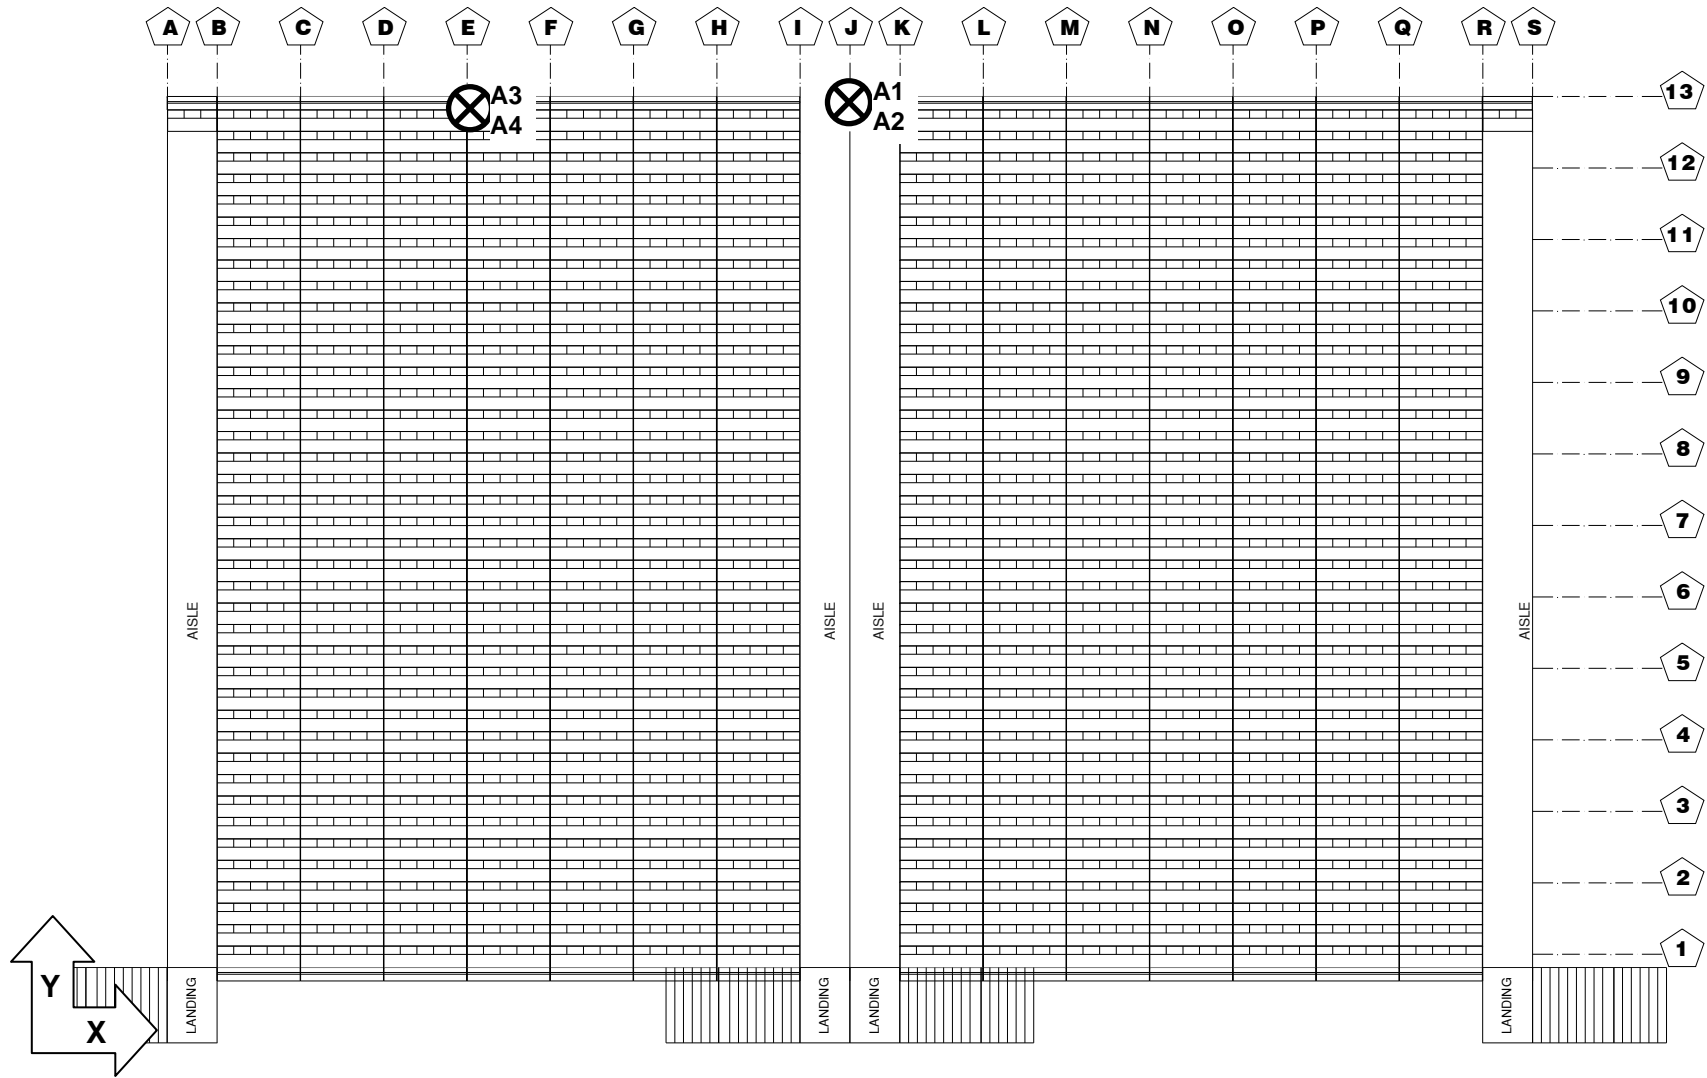 A B C D E F G H I J K L M N O P Q R S
A3
A4
A1
A2
13
12
11
10
9
8
7
6
5
4
3
2
1
AISLE
AISLE
AISLE
AISLE
Y
X
LANDING
LANDING
LANDING
LANDING